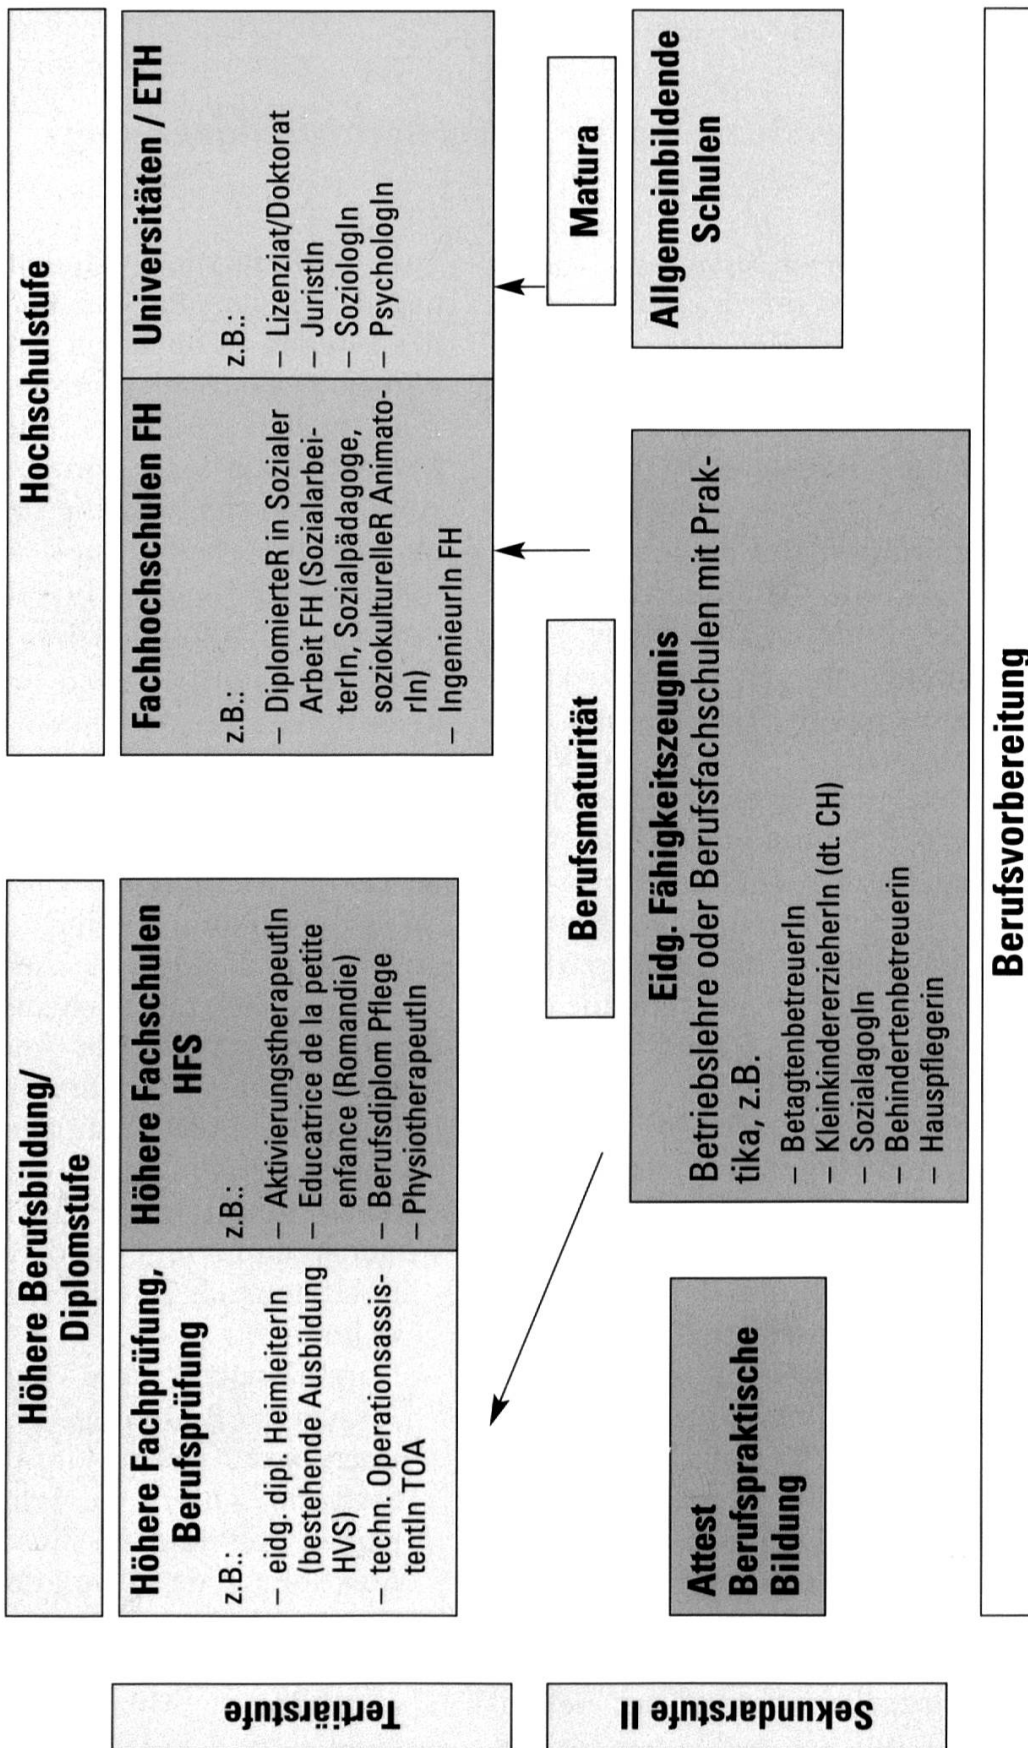 Höhere Berufsbildung/
Diplomstufe
Hochschulstufe
Tertiärstufe
Höhere Fachprüfung,
Berufsprüfung
z.B.:
– eidg. dipl. HeimleiterIn
(bestehende Ausbildung
HVS)
– techn. Operationsassis-
tentIn TOA
Höhere Fachschulen
HFS
z.B.:
– AktivierungstherapeutIn
– Educatrice de la petite
enfance (Romandie)
– Berufsdiplom Pflege
– PhysiotherapeutIn
Fachhochschulen FH
z.B.:
– DiplomierteR in Sozialer
Arbeit FH (Sozialarbei-
terIn, Sozialpädagoge,
soziokulturelleR Animato-
rIn)
– IngenieurIn FH
Universitäten / ETH
z.B.:
– Lizenziat/Doktorat
– JuristIn
– SoziologIn
– PsychologIn
Berufsmaturität
Matura
Sekundarstufe II
Attest
Berufspraktische
Bildung
Eidg. Fähigkeitszeugnis
Betriebslehre oder Berufsfachschulen mit Prak-
tika, z.B.
– BetagtenbetreuerIn
– KleinkindererzieherIn (dt. CH)
– SozialagogIn
– Behindertenbetreuerin
– Hauspflegerin
Allgemeinbildende
Schulen
Berufsvorbereitung